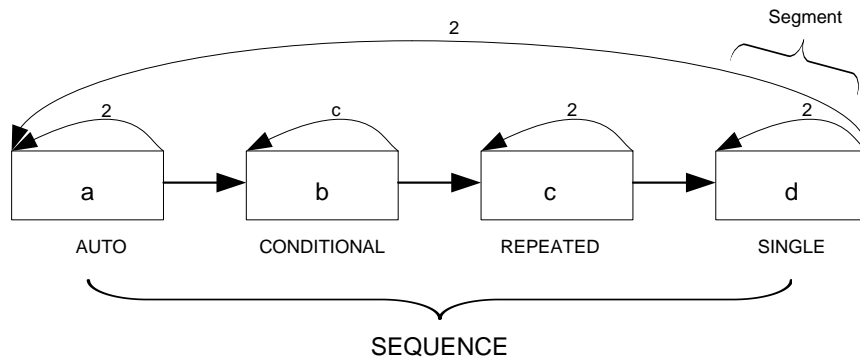 Segment
2
2
c
2
2
a
b
c
d
AUTO
CONDITIONAL
REPEATED
SINGLE
SEQUENCE